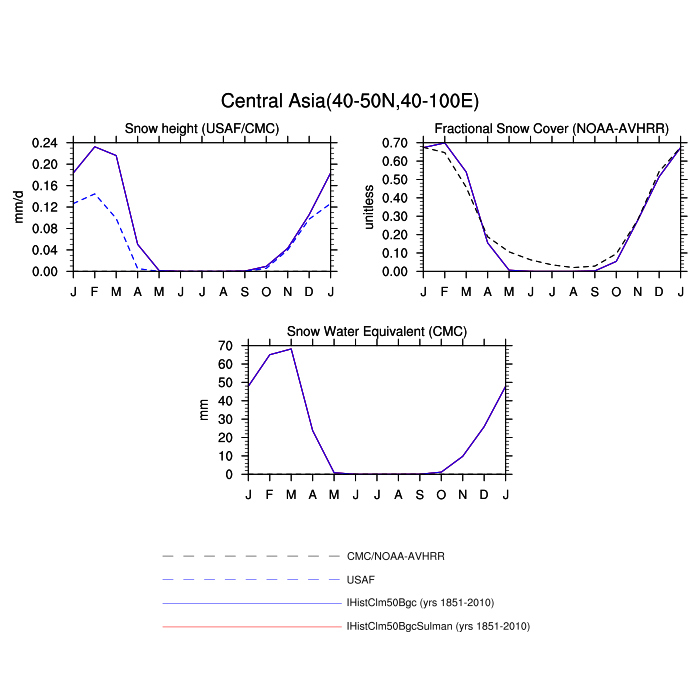 Central Asia(40-50N,40-100E)
Snow height (USAF/CMC)
0.24
0.20
0.16
0.12
0.08
0.04
0.00
mm/d
J F M A M J J A S O N D J
Fractional Snow Cover (NOAA-AVHRR)
0.70
0.60
0.50
0.40
0.30
0.20
0.10
0.00
unitless
J F M A M J J A S O N D J
Snow Water Equivalent (CMC)
70
60
50
40
30
20
10
0
mm
J F M A M J J A S O N D J
CMC/NOAA-AVHRR
USAF
IHistClm50Bgc (yrs 1851-2010)
IHistClm50BgcSulman (yrs 1851-2010)